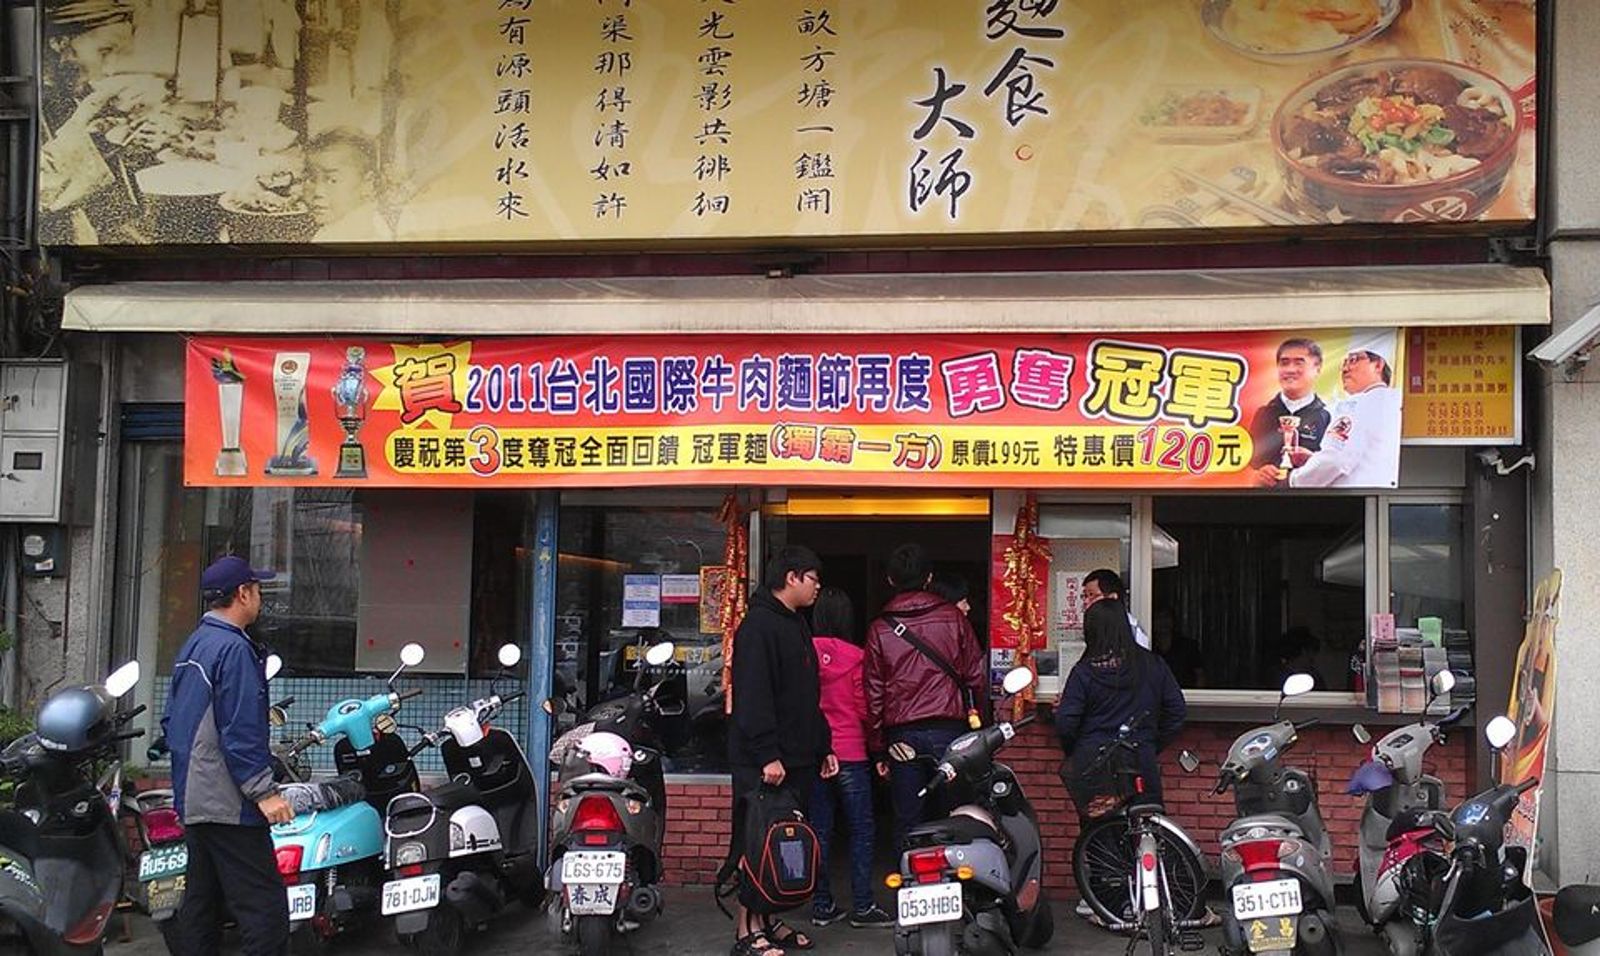 麵食
大師
畝方塘一鑑開
光雲影共徘徊
渠那得清如許
為有源頭活水來
賀 2011台北國際牛肉麵節再度 勇奪 冠軍
慶祝第3度奪冠全面回饋 冠軍麵(獨霸一方) 原價199元 特惠價120元
RU5-69
JRB
781-DJW
LGS-675
春成
053-HBG
351-CTH
金昌